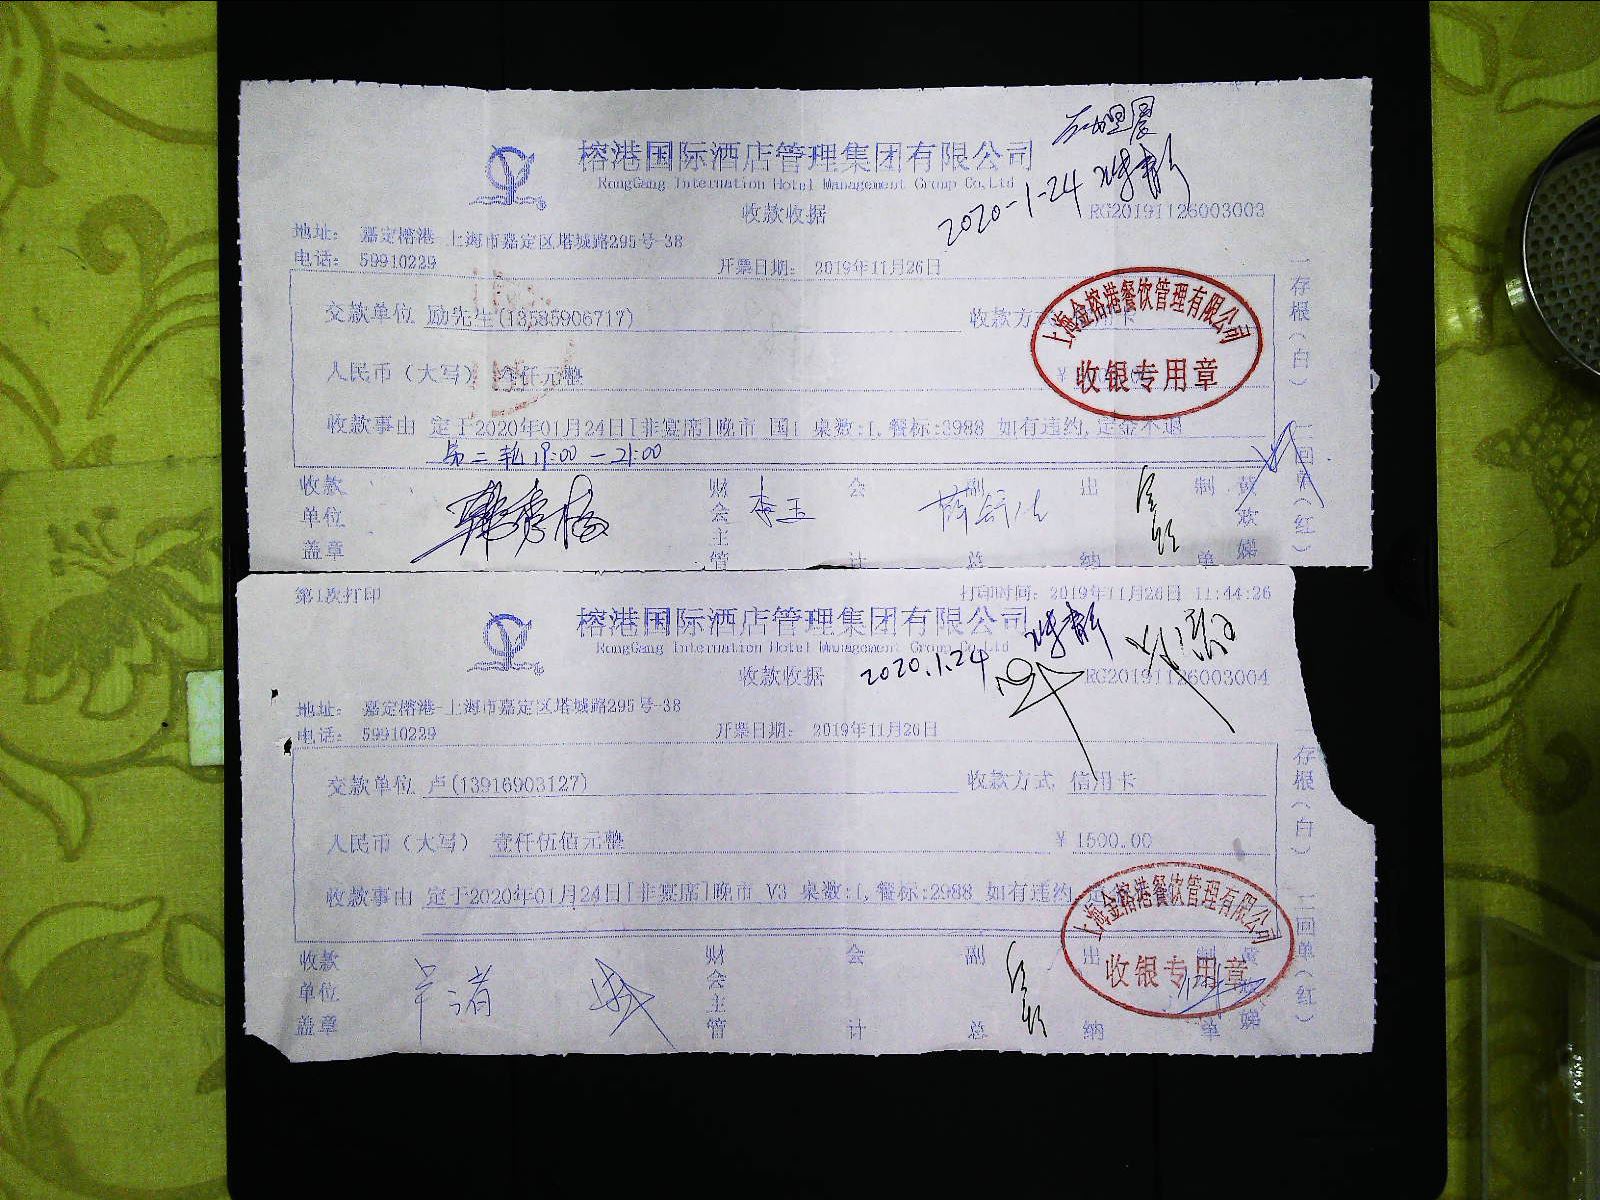 榕港国际酒店管理集团有限公司
RongGang Internation Hotel Management Group Co.,Ltd
2020-1-24
收款收据
RG20191126003003
地址： 嘉定榕港-上海市嘉定区塔城路295号-38
电话： 59910229
开票日期： 2019年11月26日
交款单位 励先生(13585906717)
收款方 卡
人民币（大写） 仟元整
¥
收款事由 定于2020年01月24日[非宴席]晚市 国1 桌数:1,餐标:3988 如有违约,定金不退
第二轮 19:00－21:00
上海金榕港餐饮管理有限公司
收银专用章
收款单位盖章
财会主管 李玉
会计
副总
出纳
制单
一存根（白） 二回单（红）
第1次打印
打印时间： 2019年11月26日 11:44:26
榕港国际酒店管理集团有限公司
RongGang Internation Hotel Management Group Co.,Ltd
2020.1.24
收款收据
RG20191126003004
地址： 嘉定榕港-上海市嘉定区塔城路295号-38
电话： 59910229
开票日期： 2019年11月26日
交款单位 卢(13916903127)
收款方式 信用卡
人民币（大写） 壹仟伍佰元整
¥ 1500.00
收款事由 定于2020年01月24日[非宴席]晚市 V3 桌数:1,餐标:2988 如有违约
上海金榕港餐饮管理有限公司
收银专用章
收款单位盖章
财会主管
会计
副总
出纳
制单
存根（白） 二回单（红）